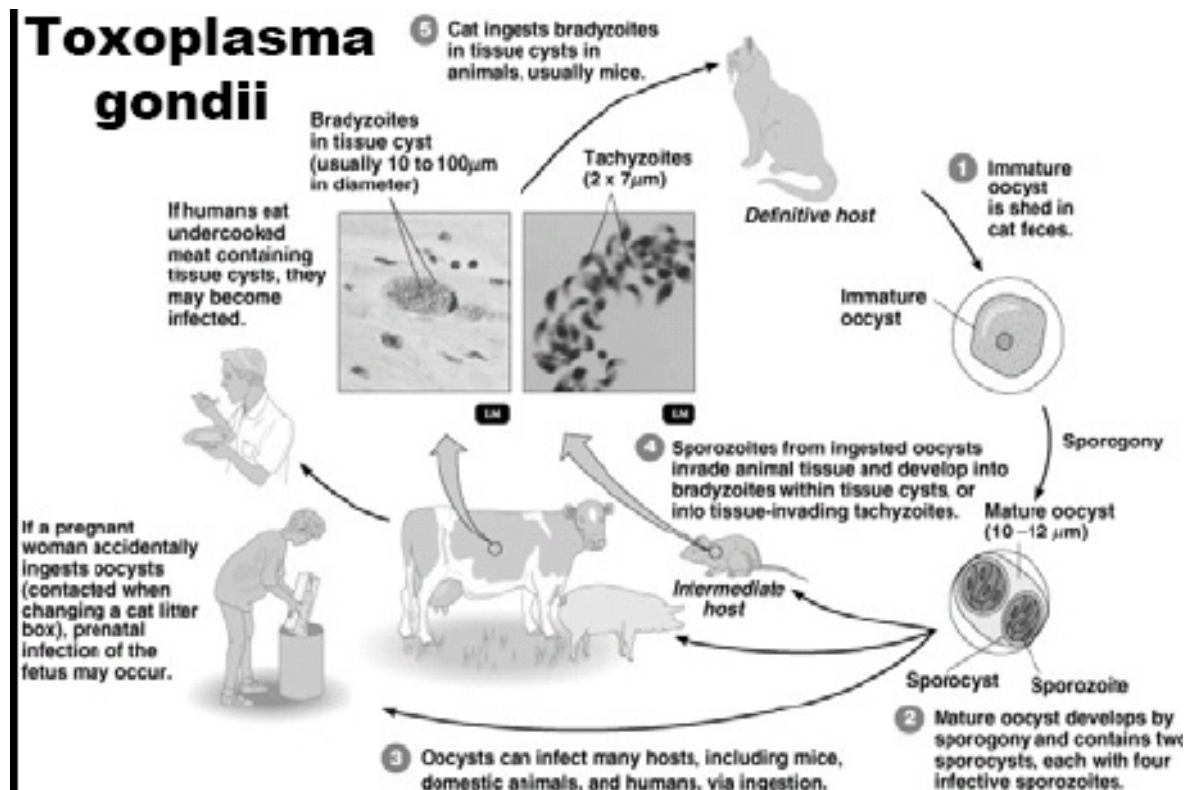 Toxoplasma
gondii
5 Cat ingests bradyzoites
in tissue cysts in
animals, usually mice.
Bradyzoites
in tissue cyst
(usually 10 to 100μm
in diameter)
Tachyzoites
(2 x 7μm)
Definitive host
1 Immature
oocyst
is shed in
cat feces.
If humans eat
undercooked
meat containing
tissue cysts, they
may become
infected.
Immature
oocyst
LM
LM
Sporogony
4 Sporozoites from ingested oocysts
invade animal tissue and develop into
bradyzoites within tissue cysts, or
into tissue-invading tachyzoites.
Mature oocyst
(10–12 μm)
If a pregnant
woman accidentally
ingests oocysts
(contacted when
changing a cat litter
box), prenatal
infection of the
fetus may occur.
Intermediate
host
Sporocyst
Sporozoite
2 Mature oocyst develops by
sporogony and contains two
sporocysts, each with four
infective sporozoites.
3 Oocysts can infect many hosts, including mice,
domestic animals, and humans, via ingestion.